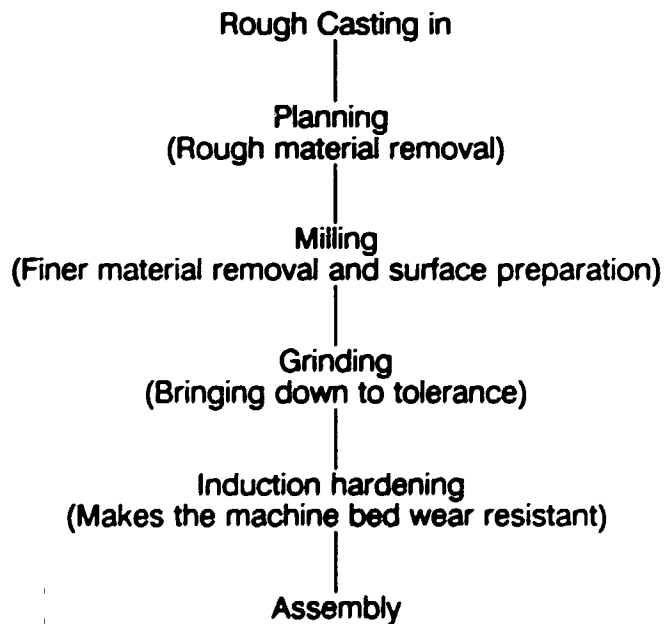 Rough Casting in
Planning
(Rough material removal)
Milling
(Finer material removal and surface preparation)
Grinding
(Bringing down to tolerance)
Induction hardening
(Makes the machine bed wear resistant)
Assembly